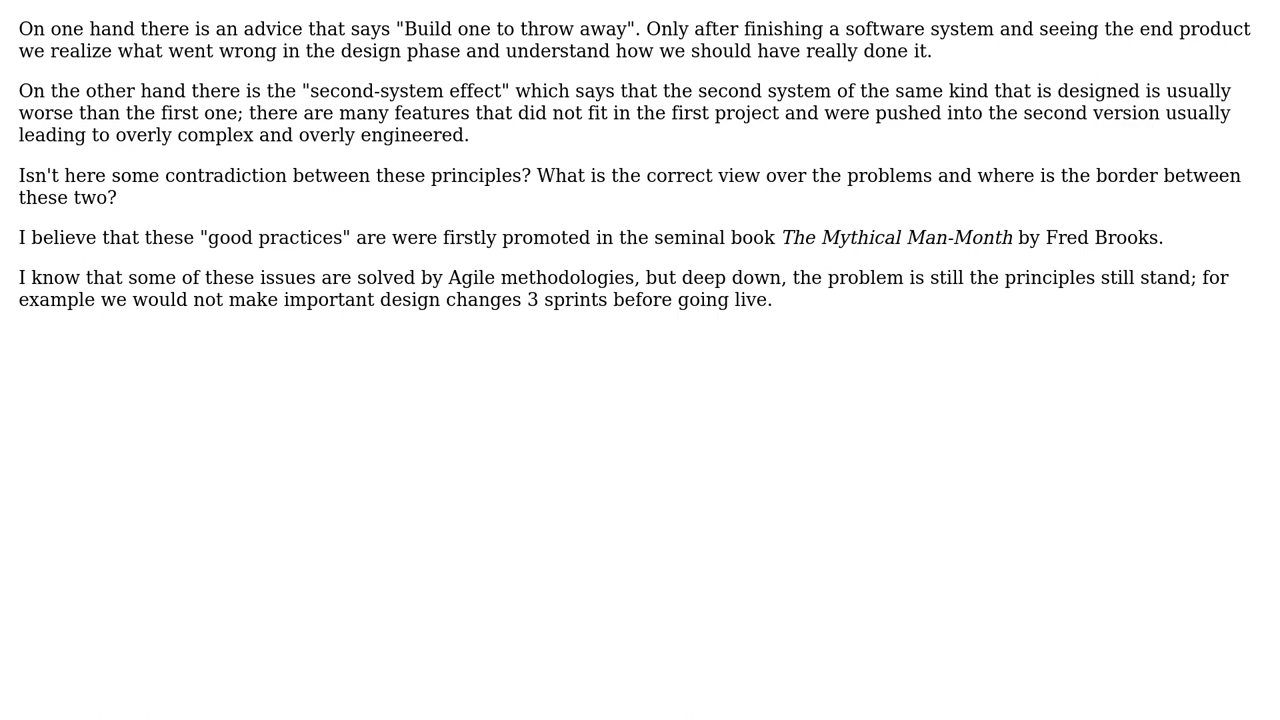 On one hand there is an advice that says "Build one to throw away". Only after finishing a software system and seeing the end product
we realize what went wrong in the design phase and understand how we should have really done it.
On the other hand there is the "second-system effect" which says that the second system of the same kind that is designed is usually
worse than the first one; there are many features that did not fit in the first project and were pushed into the second version usually
leading to overly complex and overly engineered.
Isn't here some contradiction between these principles? What is the correct view over the problems and where is the border between
these two?
I believe that these "good practices" are were firstly promoted in the seminal book The Mythical Man-Month by Fred Brooks.
I know that some of these issues are solved by Agile methodologies, but deep down, the problem is still the principles still stand; for
example we would not make important design changes 3 sprints before going live.